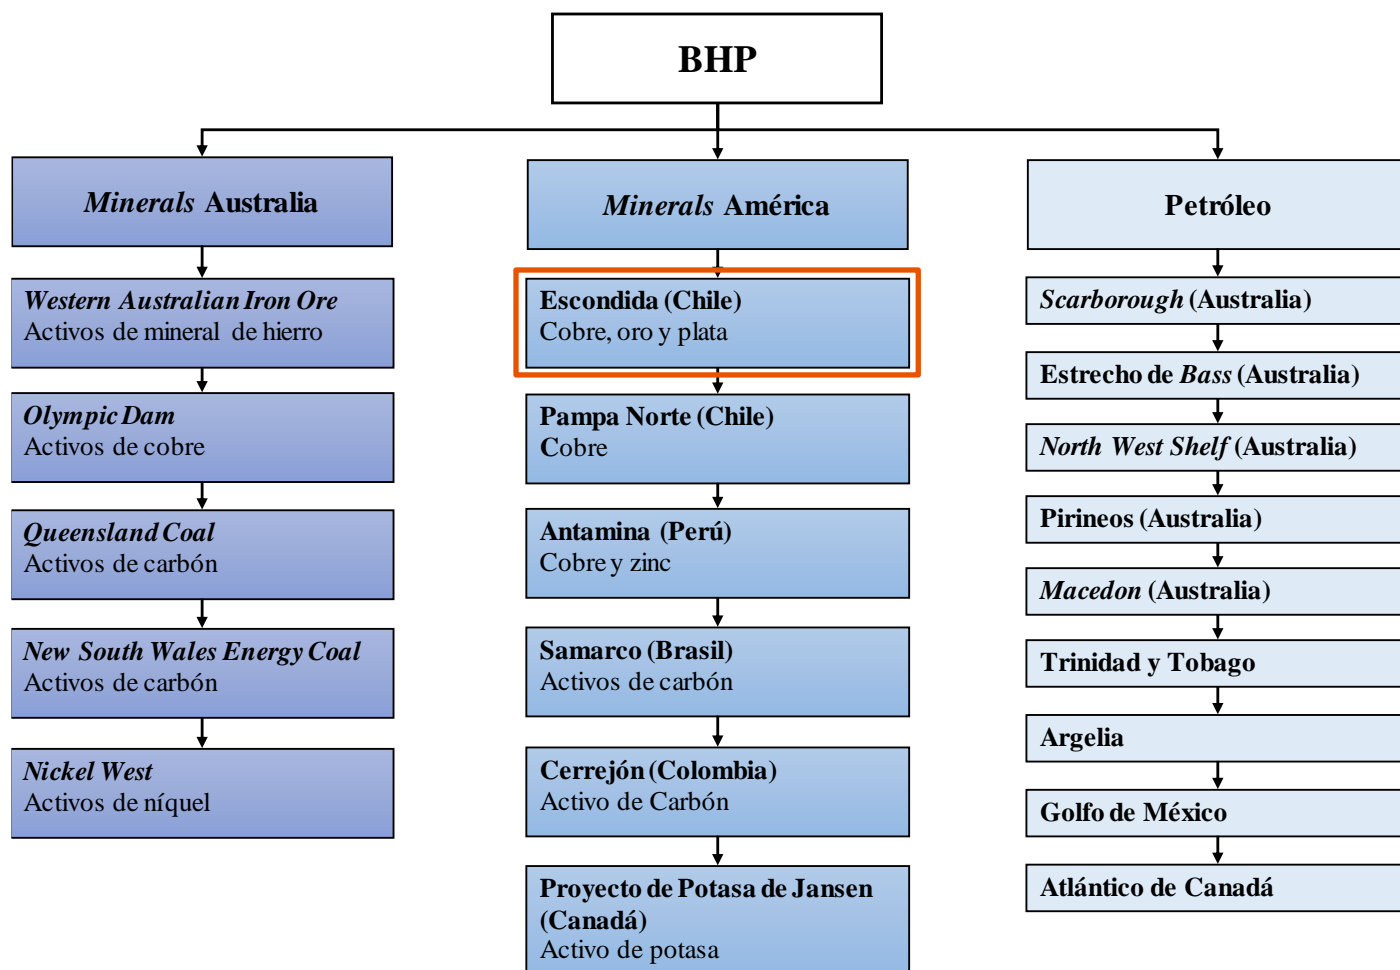 BHP
Minerals Australia
Western Australian Iron Ore
Activos de mineral de hierro
Olympic Dam
Activos de cobre
Queensland Coal
Activos de carbón
New South Wales Energy Coal
Activos de carbón
Nickel West
Activos de níquel
Minerals América
Escondida (Chile)
Cobre, oro y plata
Pampa Norte (Chile)
Cobre
Antamina (Perú)
Cobre y zinc
Samarco (Brasil)
Activos de carbón
Cerrejón (Colombia)
Activo de Carbón
Proyecto de Potasa de Jansen
(Canadá)
Activo de potasa
Petróleo
Scarborough (Australia)
Estrecho de Bass (Australia)
North West Shelf (Australia)
Pirineos (Australia)
Macedon (Australia)
Trinidad y Tobago
Argelia
Golfo de México
Atlántico de Canadá